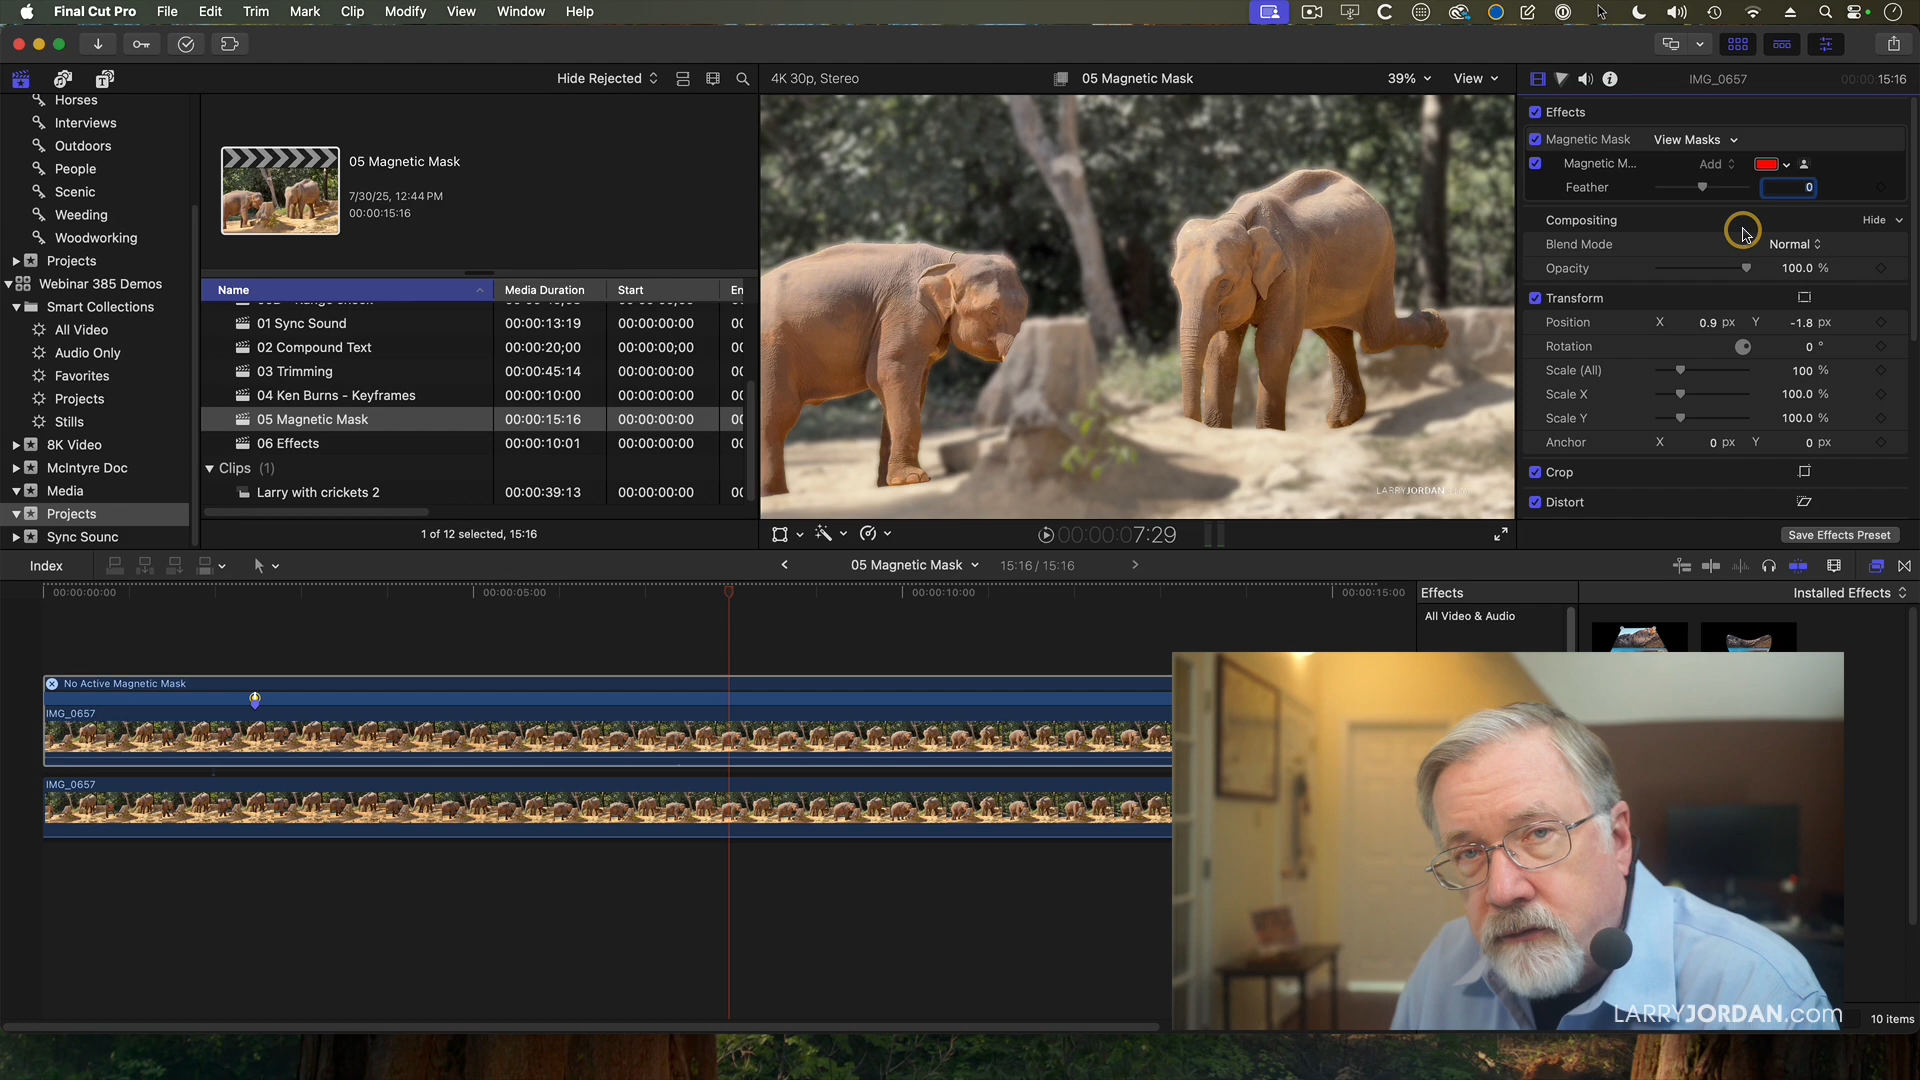 Final Cut Pro File Edit Trim Mark Clip Modify View Window Help
Hide Rejected
4K 30p, Stereo
05 Magnetic Mask
39%
View
IMG_0657
00:00:15:16
Horses
Interviews
Outdoors
People
Scenic
Weeding
Woodworking
Projects
Webinar 385 Demos
Smart Collections
All Video
Audio Only
Favorites
Projects
Stills
8K Video
McIntyre Doc
Media
Projects
Sync Sounc
05 Magnetic Mask
7/30/25, 12:44 PM
00:00:15:16
Name Media Duration Start En
01 Sync Sound 00:00:13:19 00:00:00:00 00
02 Compound Text 00:00:20;00 00:00:00;00 00
03 Trimming 00:00:45:14 00:00:00:00 00
04 Ken Burns - Keyframes 00:00:10:00 00:00:00:00 00
05 Magnetic Mask 00:00:15:16 00:00:00:00 00
06 Effects 00:00:10:01 00:00:00:00 00
Clips (1)
Larry with crickets 2 00:00:39:13 00:00:00:00 00
1 of 12 selected, 15:16
LARRYJORDAN
00:00:07:29
Effects
Magnetic Mask View Masks
Magnetic M... Add
Feather 0
Compositing Hide
Blend Mode Normal
Opacity 100.0 %
Transform
Position X 0.9 px Y -1.8 px
Rotation 0 °
Scale (All) 100 %
Scale X 100.0 %
Scale Y 100.0 %
Anchor X 0 px Y 0 px
Crop
Distort
Save Effects Preset
Index
05 Magnetic Mask
15:16 / 15:16
00:00:00:00 00:00:05:00 00:00:10:00 00:00:15:00
Effects
Installed Effects
All Video & Audio
No Active Magnetic Mask
IMG_0657
IMG_0657
LARRYJORDAN.com
10 items